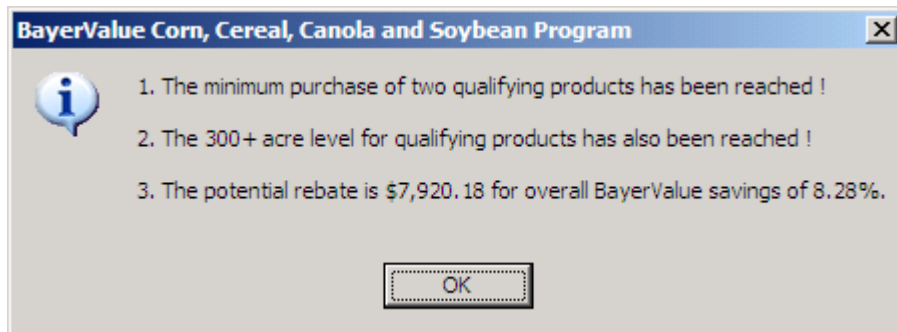 BayerValue Corn, Cereal, Canola and Soybean Program
1. The minimum purchase of two qualifying products has been reached !
2. The 300+ acre level for qualifying products has also been reached !
3. The potential rebate is $7,920.18 for overall BayerValue savings of 8.28%.
OK